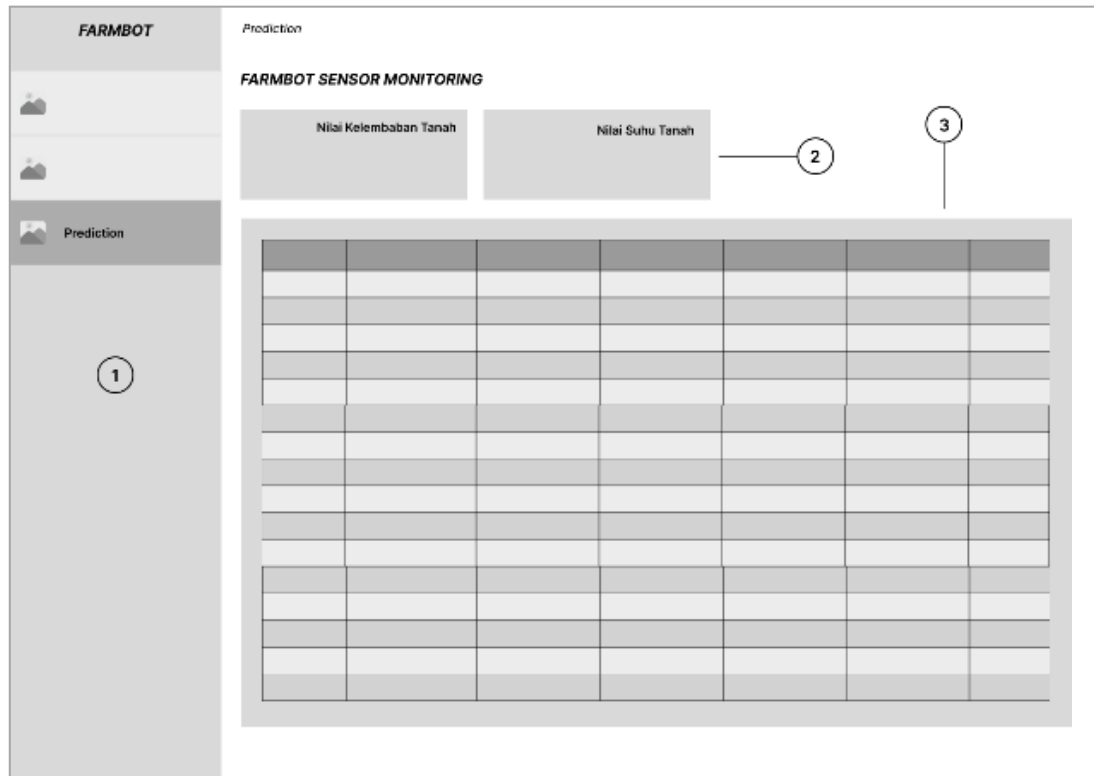 FARMBOT
Prediction
FARMBOT SENSOR MONITORING
Nilai Kelembaban Tanah
Nilai Suhu Tanah
2
3
Prediction
1